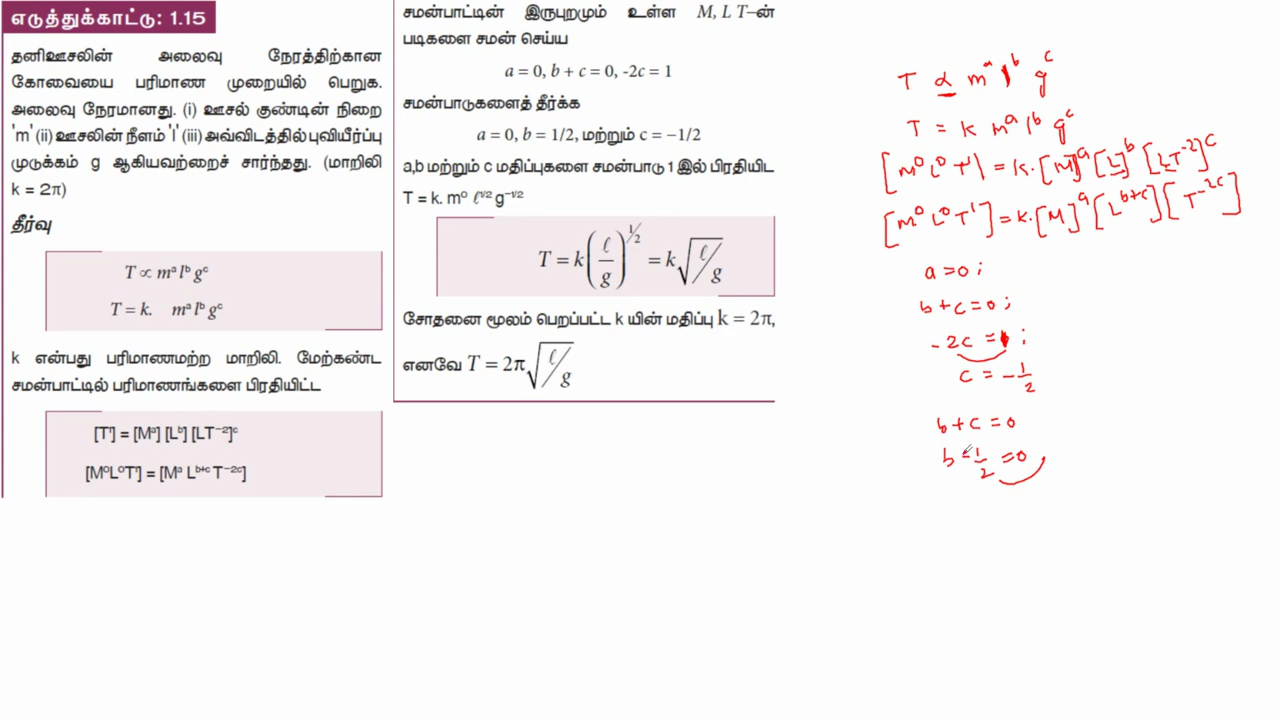 எடுத்துக்காட்டு: 1.15
தனிஊசலின் அலைவு நேரத்திற்கான
கோவையை பரிமாண முறையில் பெறுக.
அலைவு நேரமானது. (i) ஊசல் குண்டின் நிறை
'm' (ii) ஊசலின் நீளம் 'l' (iii) அவ்விடத்தில் புவியீர்ப்பு
முடுக்கம் g ஆகியவற்றைச் சார்ந்தது. (மாறிலி
k = 2π)
தீர்வு
T ∝ mᵃ lᵇ gᶜ
T = k. mᵃ lᵇ gᶜ
k என்பது பரிமாணமற்ற மாறிலி. மேற்கண்ட
சமன்பாட்டில் பரிமாணங்களை பிரதியிட்ட
[T¹] = [Mᵃ] [Lᵇ] [LT⁻²]ᶜ
[M⁰L⁰T¹] = [Mᵃ Lᵇ⁺ᶜ T⁻²ᶜ]
சமன்பாட்டின் இருபுறமும் உள்ள M, L T–ன்
படிகளை சமன் செய்ய
a = 0, b + c = 0, -2c = 1
சமன்பாடுகளைத் தீர்க்க
a = 0, b = 1/2, மற்றும் c = −1/2
a,b மற்றும் c மதிப்புகளை சமன்பாடு 1 இல் பிரதியிட
T = k. m⁰ ℓ^1/2 g^−1/2
T = k(ℓ/g)^1/2 = k√ℓ/g
சோதனை மூலம் பெறப்பட்ட k யின் மதிப்பு k = 2π,
எனவே T = 2π√ℓ/g
T ∝ mᵃ lᵇ gᶜ
T = k mᵃ lᵇ gᶜ
[M⁰ L⁰ T¹] = k. [M]ᵃ [L]ᵇ [LT⁻²]ᶜ
[M⁰ L⁰ T¹] = k. [M]ᵃ [Lᵇ⁺ᶜ] [T⁻²ᶜ]
a = 0 ;
b + c = 0 ;
-2c = 1 ;
c = -1/2
b + c = 0
b - 1/2 = 0